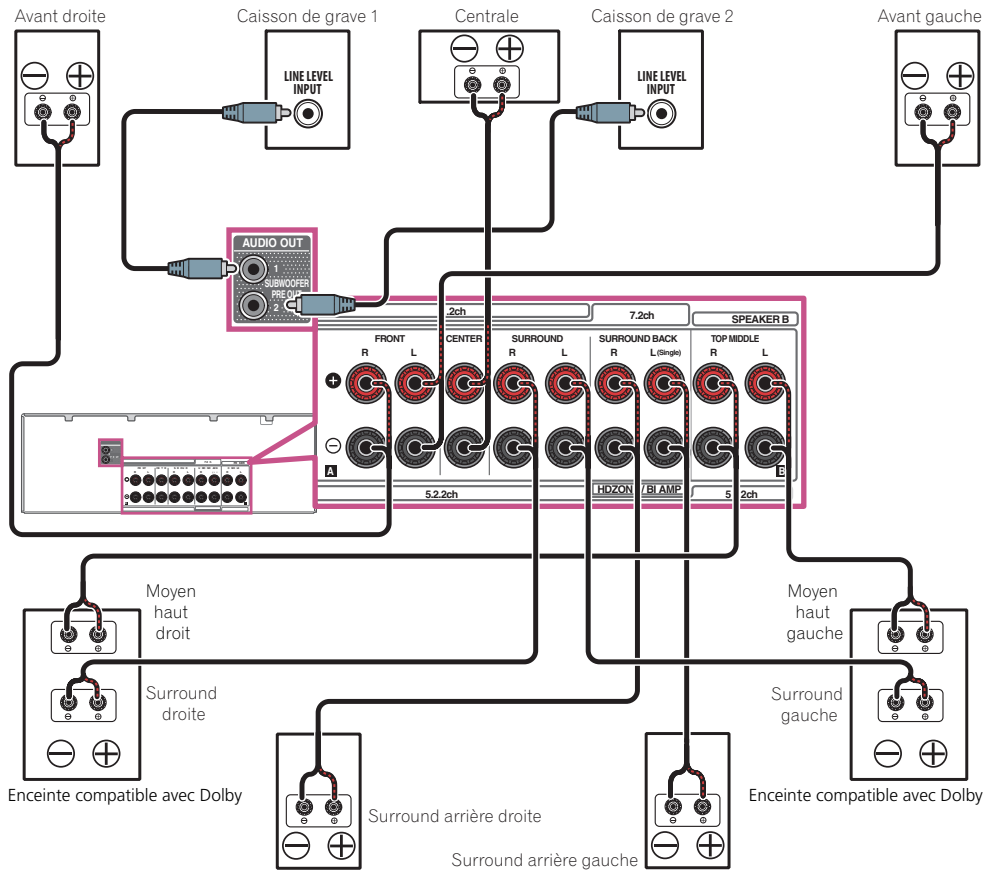 Avant droite
Caisson de grave 1
Centrale
Caisson de grave 2
Avant gauche
LINE LEVEL
INPUT
LINE LEVEL
INPUT
AUDIO OUT
1
SUBWOOFER
PRE OUT
2
.2ch
7.2ch
SPEAKER B
FRONT
CENTER
SURROUND
SURROUND BACK
TOP MIDDLE
R
L
R
L
R
L (Single)
R
L
A
B
5.2.2ch
HDZONE / BI AMP
5.2.2ch
Moyen
haut
droit
Moyen
haut
gauche
Surround
droite
Surround
gauche
Enceinte compatible avec Dolby
Enceinte compatible avec Dolby
Surround arrière droite
Surround arrière gauche